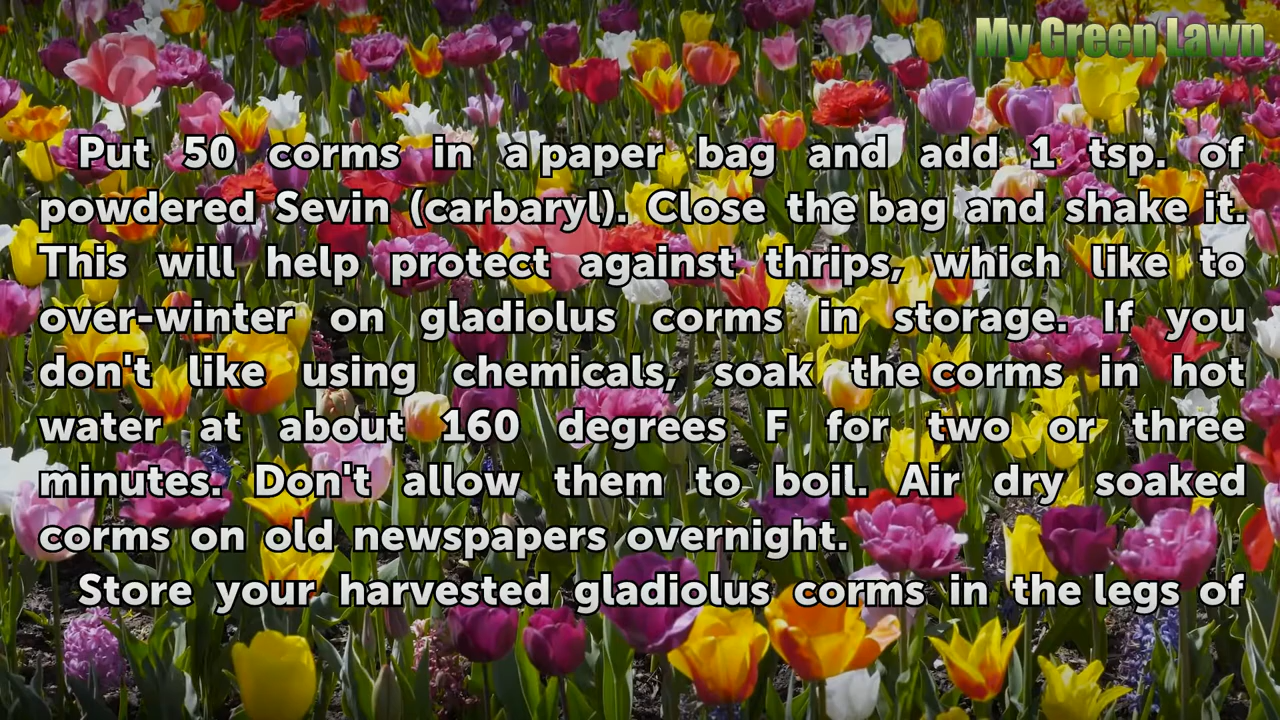 My Green Lawn
Put 50 corms in a paper bag and add 1 tsp. of
powdered Sevin (carbaryl). Close the bag and shake it.
This will help protect against thrips, which like to
over-winter on gladiolus corms in storage. If you
don't like using chemicals, soak the corms in hot
water at about 160 degrees F for two or three
minutes. Don't allow them to boil. Air dry soaked
corms on old newspapers overnight.
Store your harvested gladiolus corms in the legs of